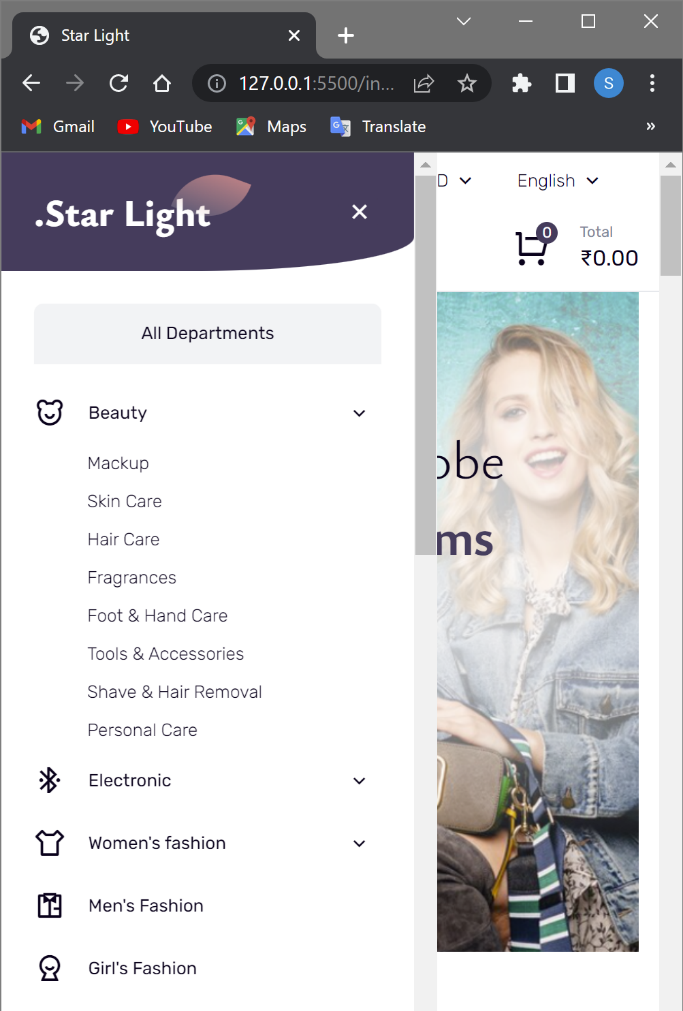 Star Light
127.0.0.1:5500/in...
Gmail
YouTube
Maps
Translate
»
.Star Light
D
English
0
Total
₹0.00
All Departments
Beauty
obe
Mackup
Skin Care
ms
Hair Care
Fragrances
Foot & Hand Care
Tools & Accessories
Shave & Hair Removal
Personal Care
Electronic
Women's fashion
Men's Fashion
Girl's Fashion